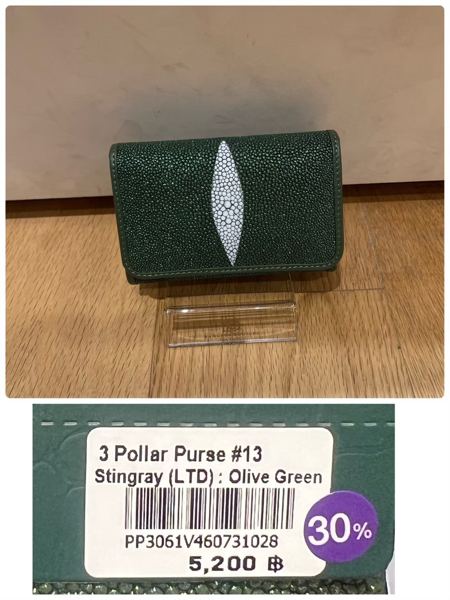 3 Pollar Purse #13
Stingray (LTD) : Olive Green
PP3061V460731028
5,200 ฿
30%